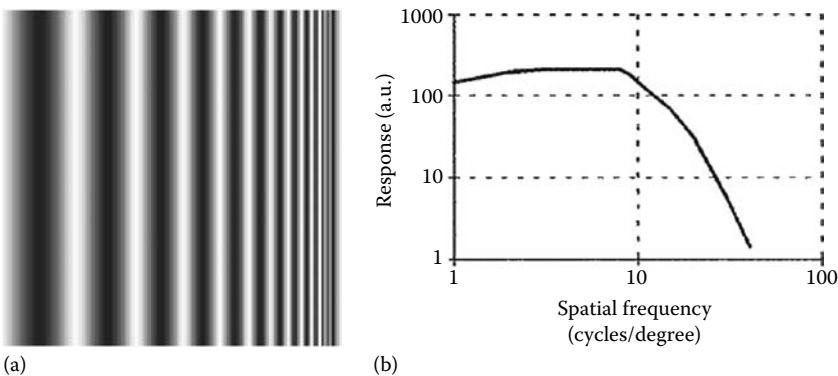 1000
100
10
1
Response (a.u.)
1
10
100
Spatial frequency
(cycles/degree)
(a)
(b)